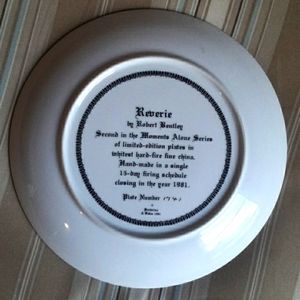 Reverie
by Robert Bentley
Second in the Moments Alone Series
of limited-edition plates in
whitest hard-fire fine china.
Hand-made in a single
15-day firing schedule
closing in the year 1981.
Plate Number